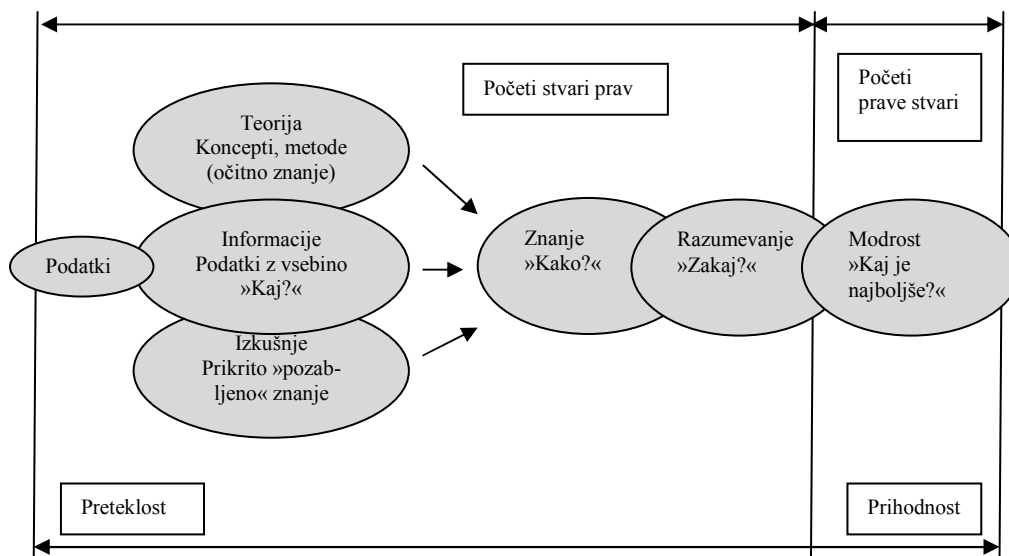 Početi stvari prav
Početi
prave stvari
Teorija
Koncepti, metode
(očitno znanje)
Podatki
Informacije
Podatki z vsebino
»Kaj?«
Izkušnje
Prikrito »pozab-
ljeno« znanje
Znanje
»Kako?«
Razumevanje
»Zakaj?«
Modrost
»Kaj je
najboljše?«
Preteklost
Prihodnost